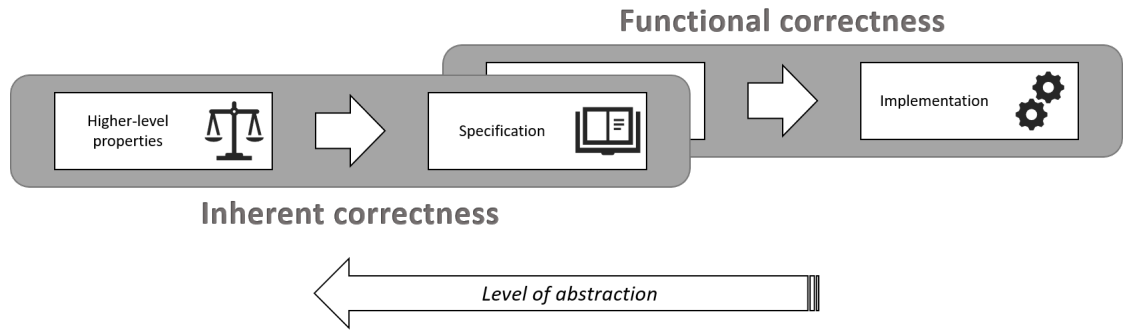 Functional correctness
Higher-level
properties
Specification
Implementation
Inherent correctness
Level of abstraction